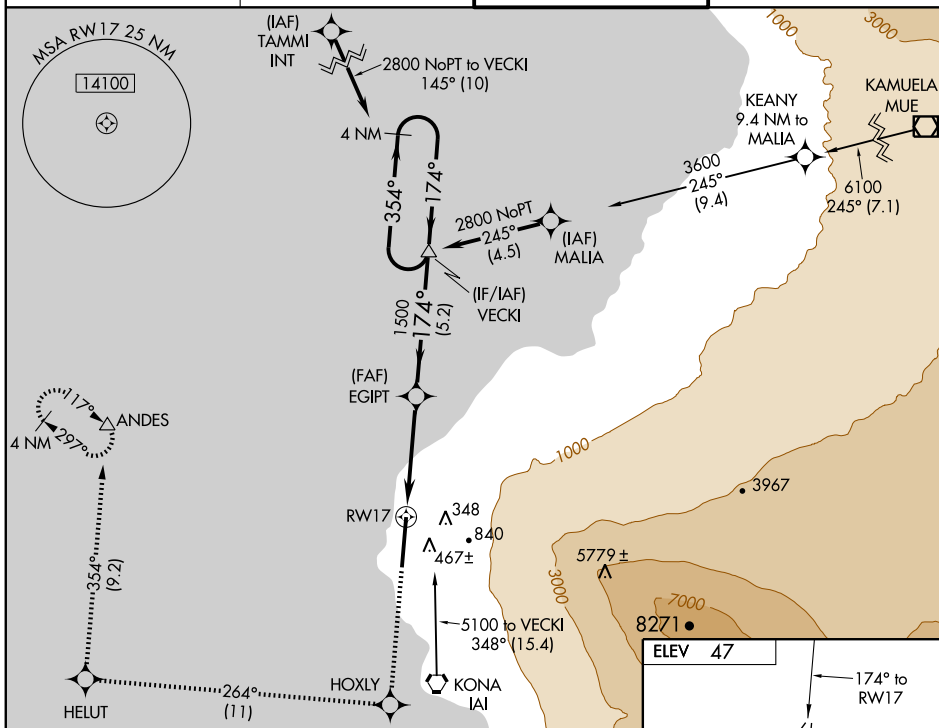 MSA RW17 25 NM
14100
(IAF)
TAMMI
INT
2800 NoPT to VECKI
145° (10)
4 NM
354°
174°
1000
3000
KAMUELA
MUE
KEANY
9.4 NM to
MALIA
3600
245°
(9.4)
6100
245° (7.1)
2800 NoPT
245°
(4.5)
(IAF)
MALIA
(IF/IAF)
VECKI
1500
174°
(5.2)
(FAF)
EGIPT
117°
297°
4 NM
ANDES
1000
3967
RW17
348
840
467±
5779±
3000
7000
8271
354°
(9.2)
5100 to VECKI
348° (15.4)
HELUT
264°
(11)
HOXLY
KONA
IAI
ELEV 47
174° to
RW17